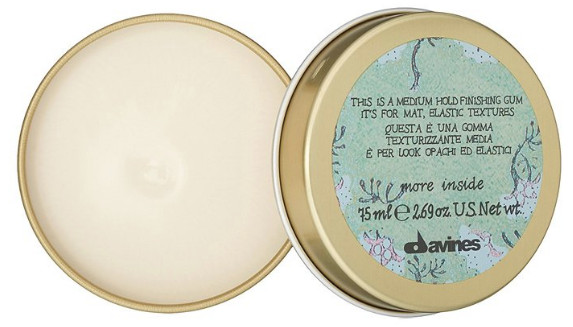 THIS IS A MEDIUM HOLD FINISHING GUM
IT'S FOR MAT, ELASTIC TEXTURES
QUESTA È UNA GOMMA
TEXTURIZZANTE MEDIA
È PER LOOK OPACHI ED ELASTICI
more inside
75 ml e 2.69 oz. U.S. Net wt.
davines